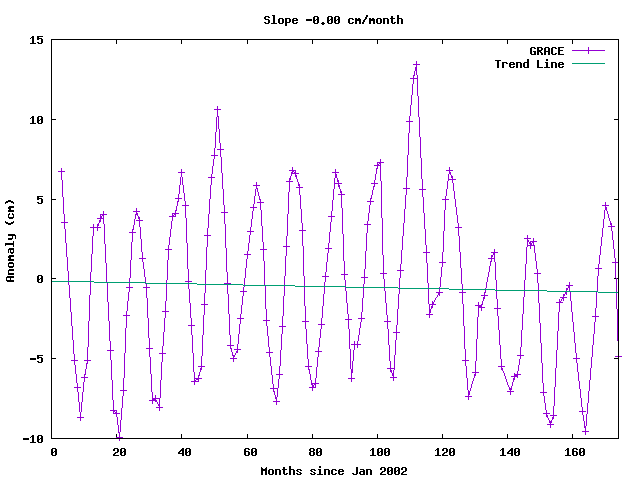 Slope -0.00 cm/month
15
GRACE
Trend Line
10
5
Anomaly (cm)
0
-5
-10
0 20 40 60 80 100 120 140 160
Months since Jan 2002